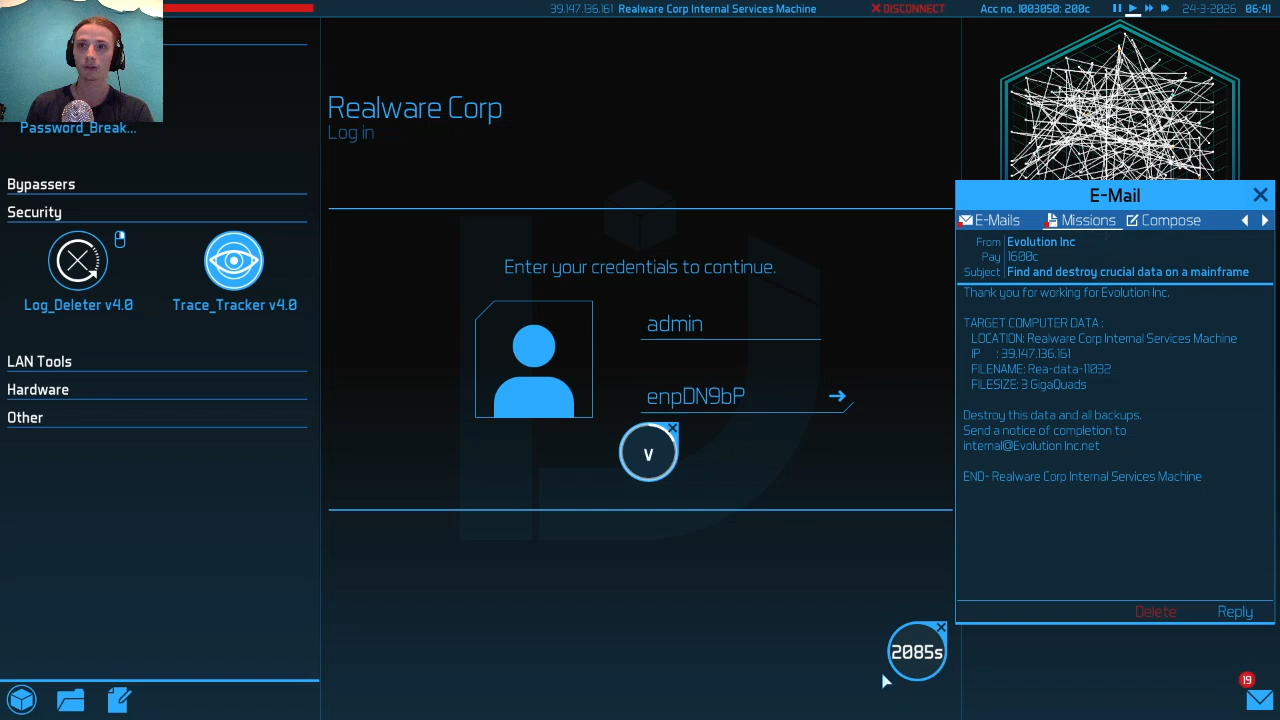 39.147.136.161 Realware Corp Internal Services Machine
DISCONNECT
Acc no. 1003050: 200c
24-3-2026 06:41
Password_Break...
Bypassers
Security
Log_Deleter v4.0
Trace_Tracker v4.0
LAN Tools
Hardware
Other
Realware Corp
Log in
Enter your credentials to continue.
admin
enpDN9bP
v
2085s
E-Mail
E-Mails Missions Compose
From Evolution Inc
Pay 1600c
Subject Find and destroy crucial data on a mainframe
Thank you for working for Evolution Inc.
TARGET COMPUTER DATA :
LOCATION: Realware Corp Internal Services Machine
IP : 39.147.136.161
FILENAME: Rea-data-11032
FILESIZE: 3 GigaQuads
Destroy this data and all backups.
Send a notice of completion to
internal@Evolution Inc.net
END- Realware Corp Internal Services Machine
Delete Reply
19